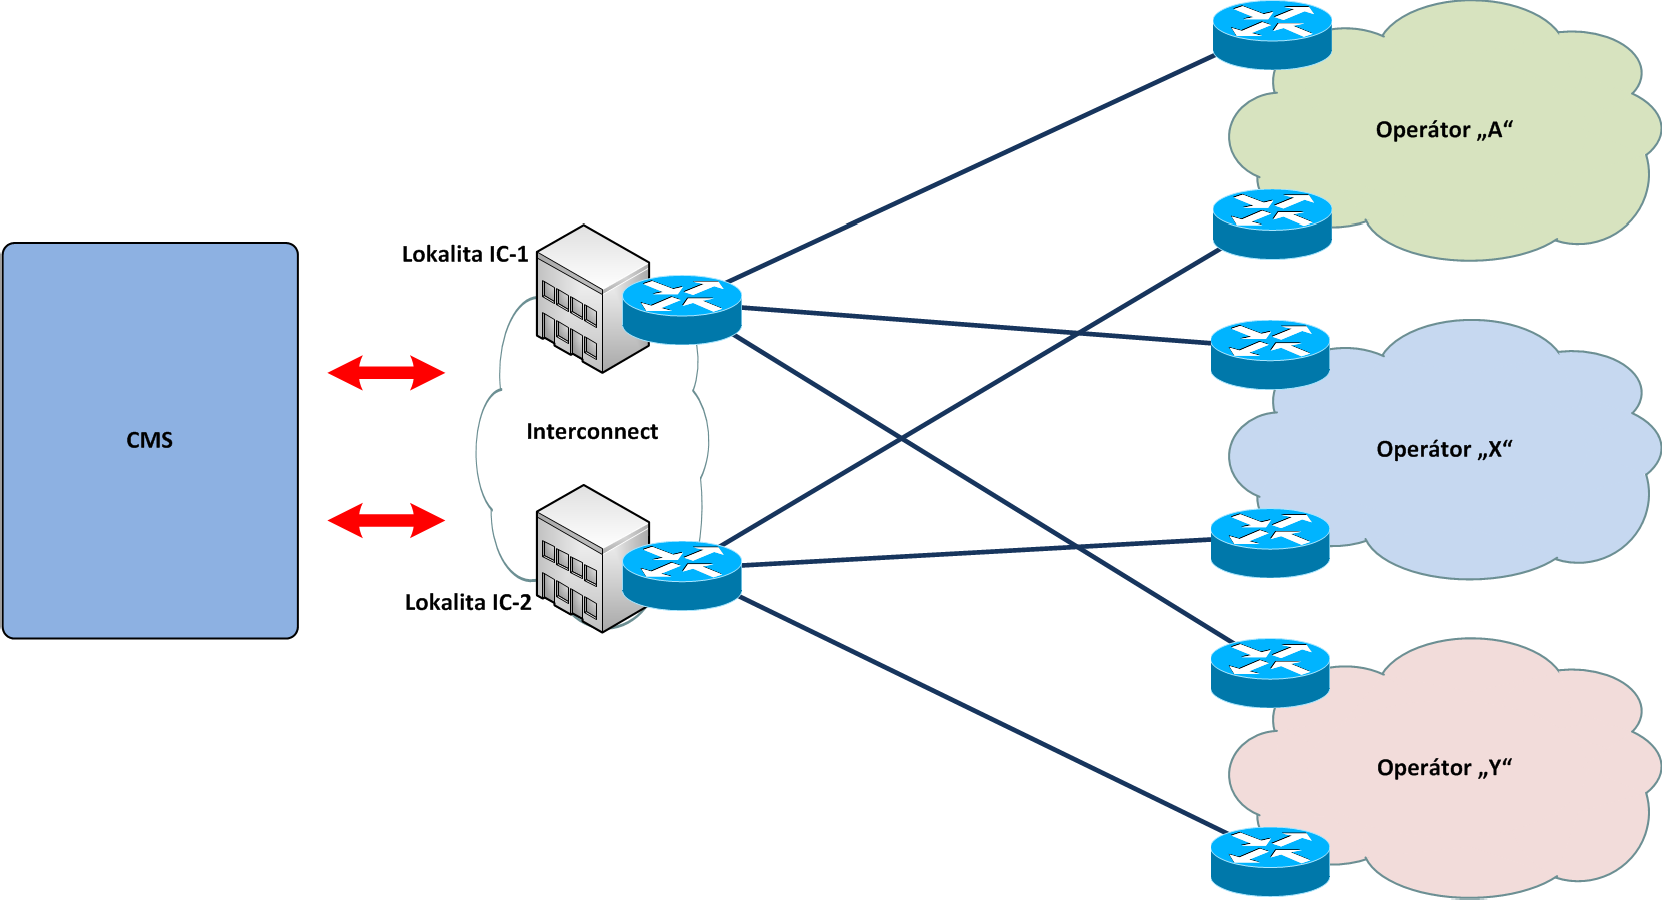 CMS
Lokalita IC-1
Interconnect
Lokalita IC-2
Operátor „A“
Operátor „X“
Operátor „Y“